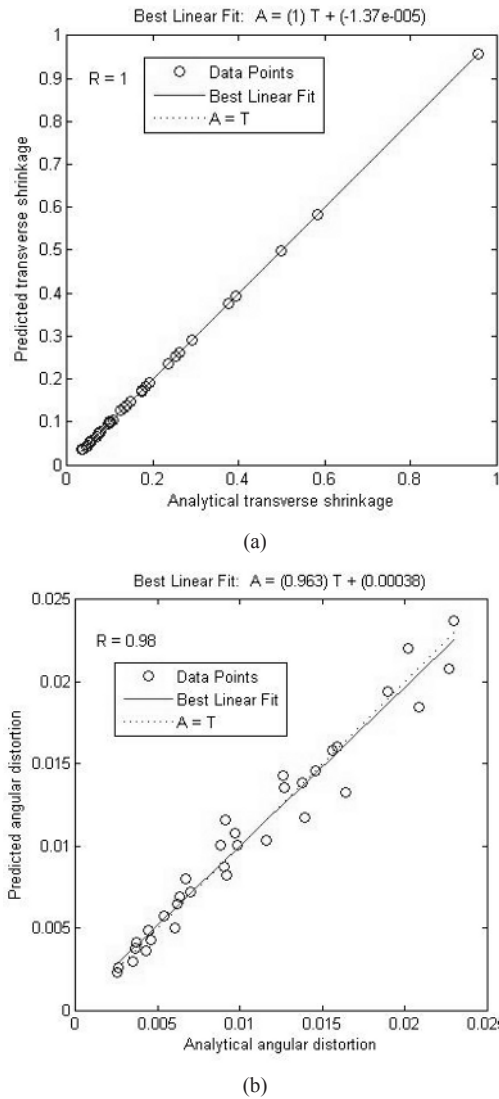 Best Linear Fit: A = (1) T + (-1.37e-005)
1
0.9
0.8
0.7
0.6
0.5
0.4
0.3
0.2
0.1
0
R = 1
Data Points
Best Linear Fit
A = T
Predicted transverse shrinkage
0 0.2 0.4 0.6 0.8 1
Analytical transverse shrinkage
(a)
Best Linear Fit: A = (0.963) T + (0.00038)
0.025
0.02
0.015
0.01
0.005
0
R = 0.98
Data Points
Best Linear Fit
A = T
Predicted angular distortion
0 0.005 0.01 0.015 0.02 0.02
Analytical angular distortion
(b)